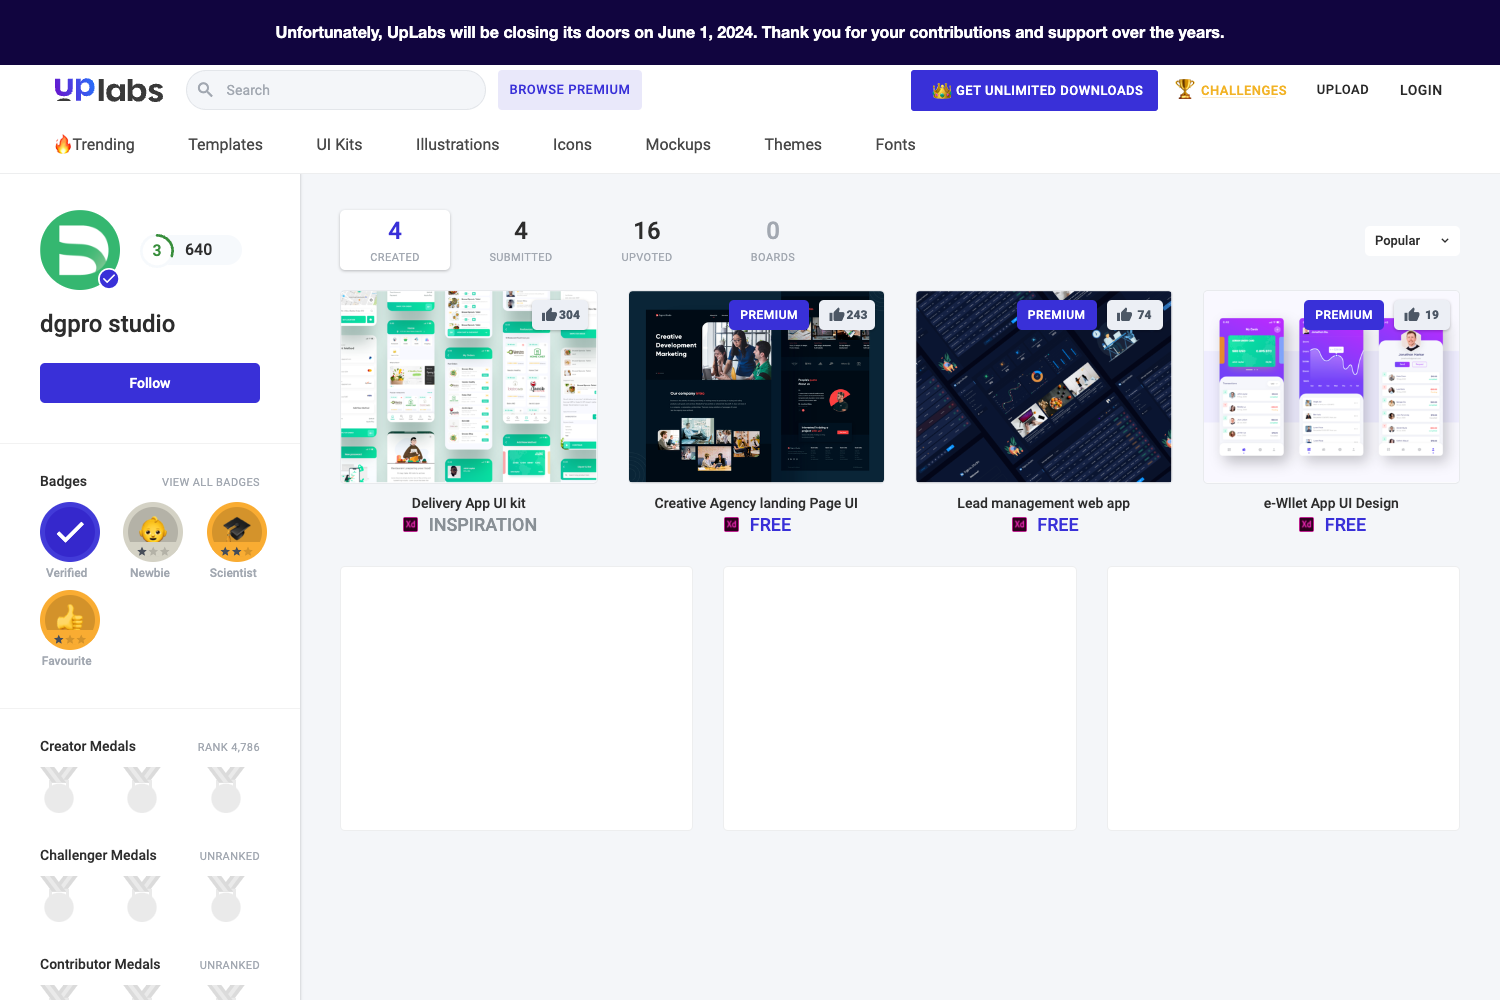 Unfortunately, UpLabs will be closing its doors on June 1, 2024. Thank you for your contributions and support over the years.
uplabs
Search
BROWSE PREMIUM
GET UNLIMITED DOWNLOADS
CHALLENGES
UPLOAD
LOGIN
Trending
Templates
UI Kits
Illustrations
Icons
Mockups
Themes
Fonts
3
640
dgpro studio
Follow
Badges
VIEW ALL BADGES
Verified
Newbie
Scientist
Favourite
Creator Medals
RANK 4,786
Challenger Medals
UNRANKED
Contributor Medals
UNRANKED
4
CREATED
4
SUBMITTED
16
UPVOTED
0
BOARDS
Popular
304
Delivery App UI kit
Xd
INSPIRATION
PREMIUM
243
Creative
Development
Marketing
Our company
Creative Agency landing Page UI
Xd
FREE
PREMIUM
74
Lead management web app
Xd
FREE
PREMIUM
19
e-Wllet App UI Design
Xd
FREE